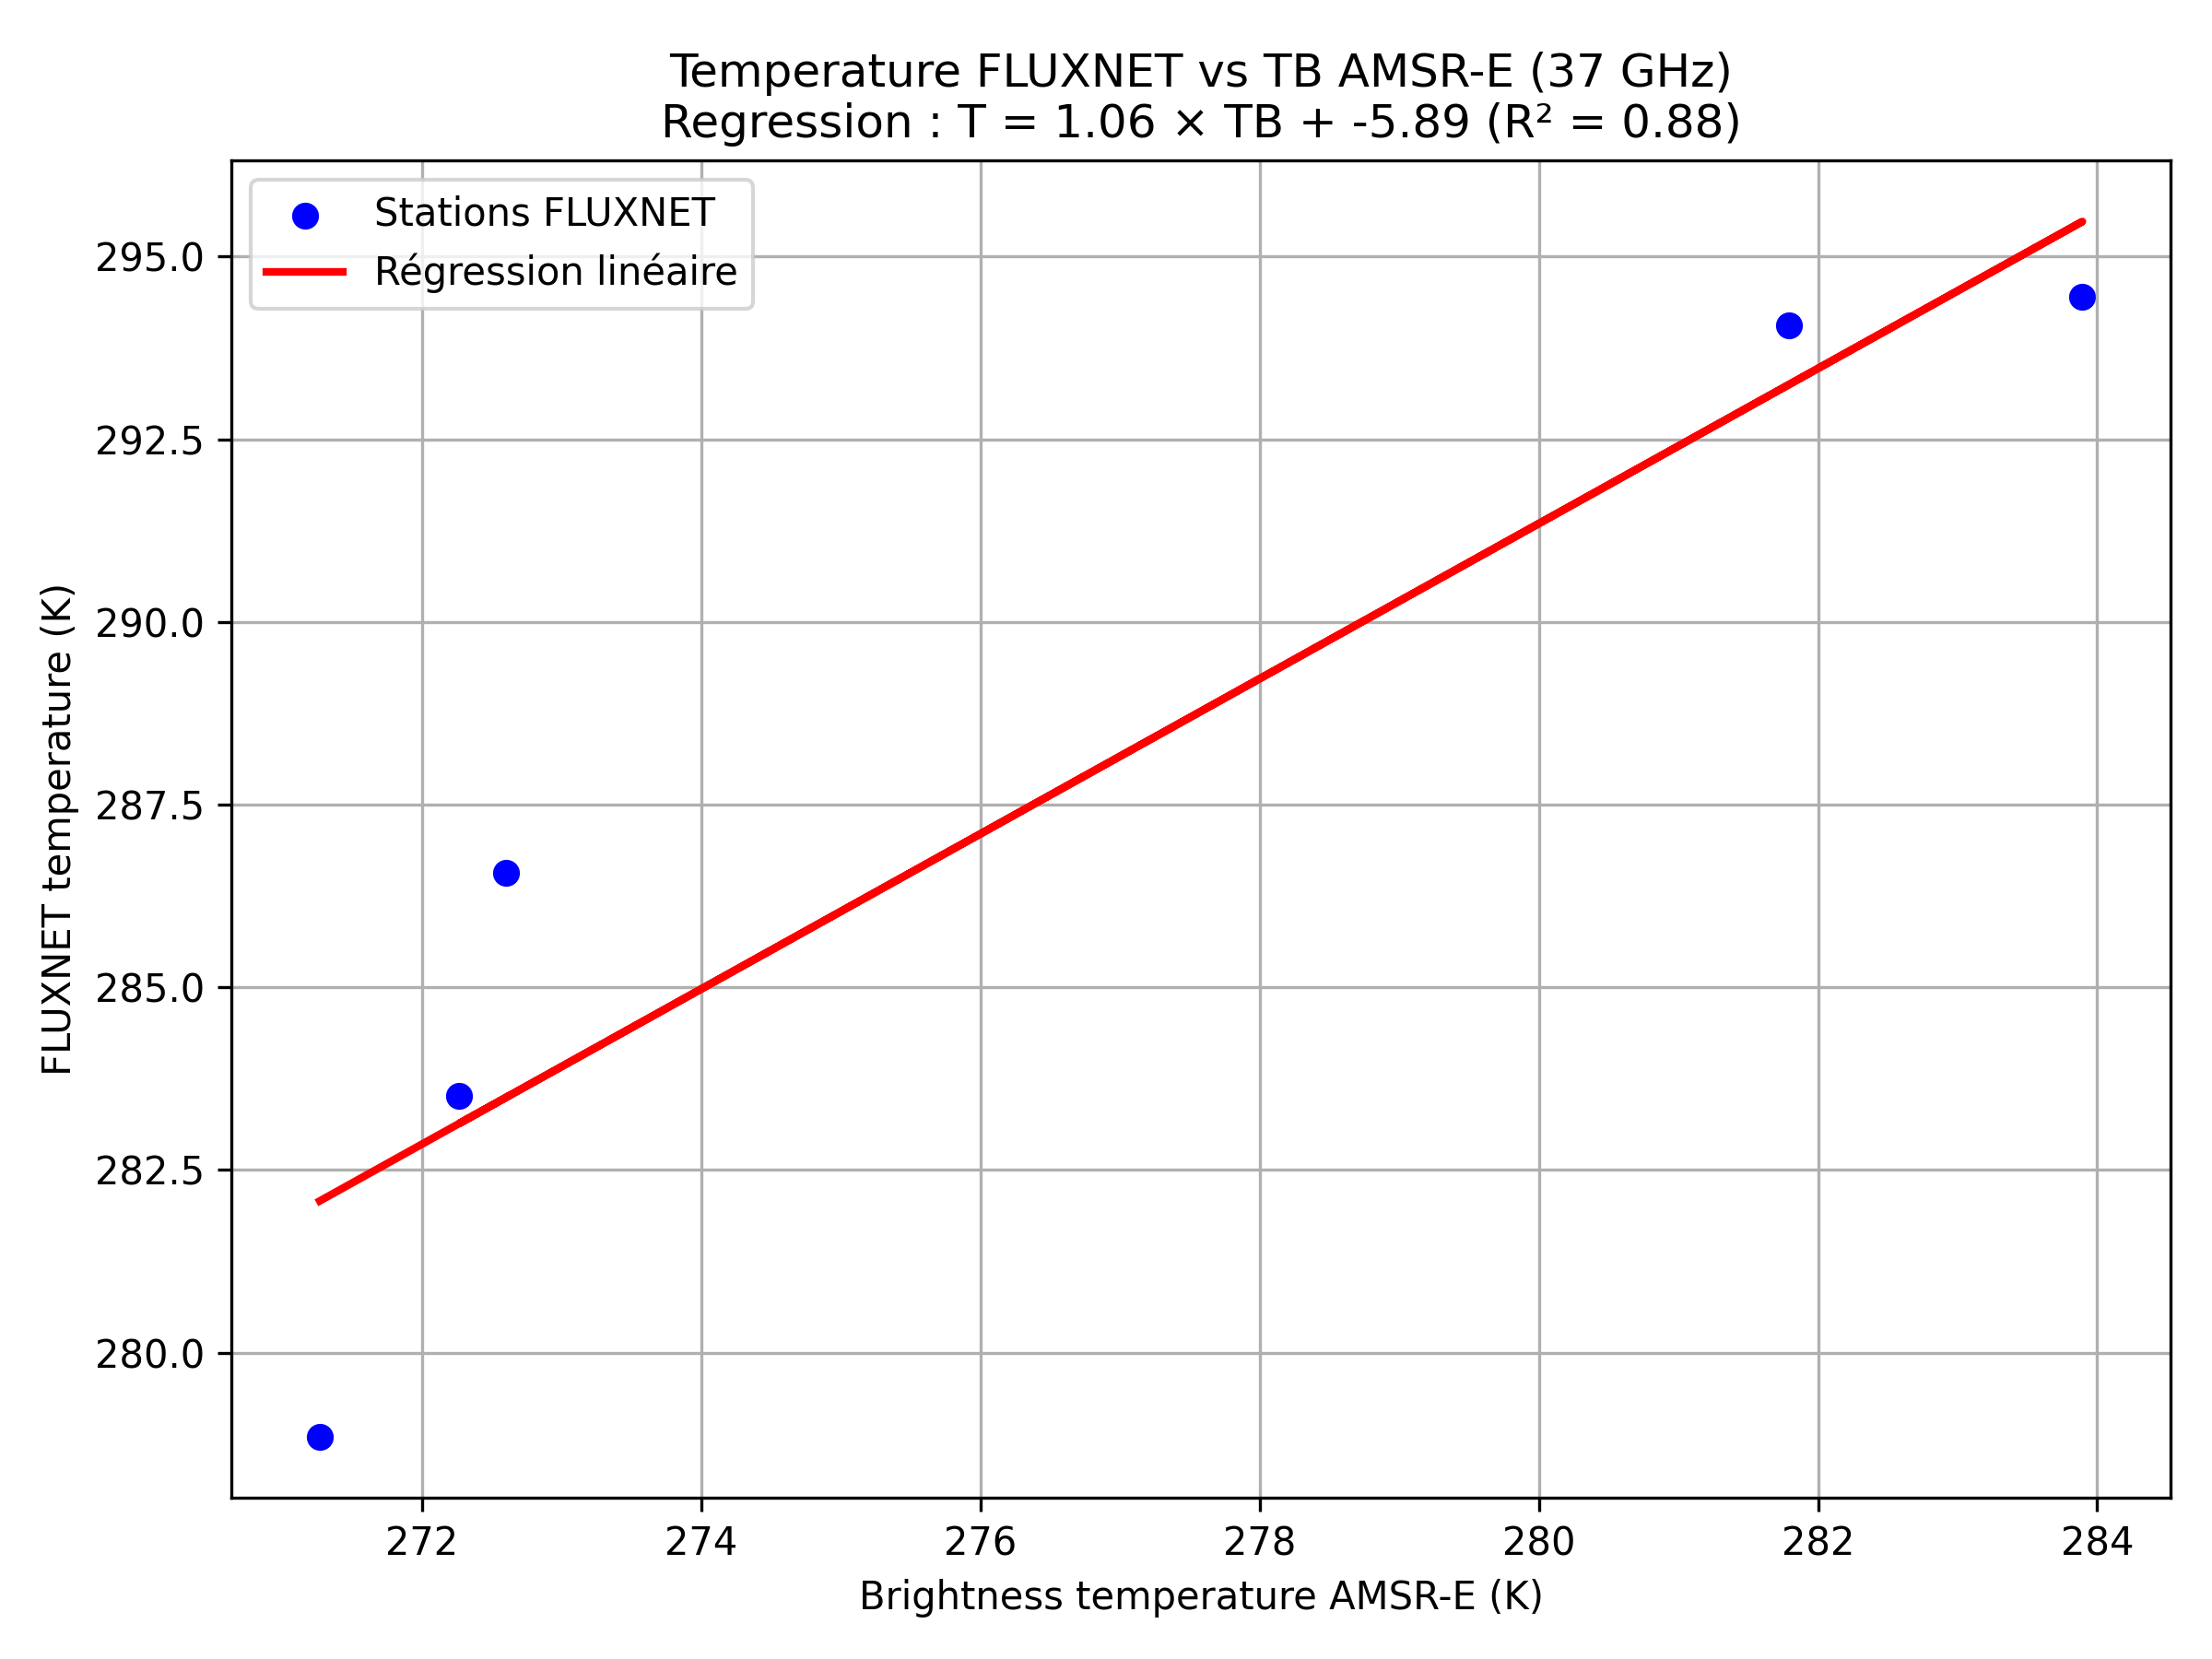 Temperature FLUXNET vs TB AMSR-E (37 GHz)
Regression : T = 1.06 × TB + -5.89 (R² = 0.88)
Stations FLUXNET
Régression linéaire
FLUXNET temperature (K)
295.0
292.5
290.0
287.5
285.0
282.5
280.0
272 274 276 278 280 282 284
Brightness temperature AMSR-E (K)